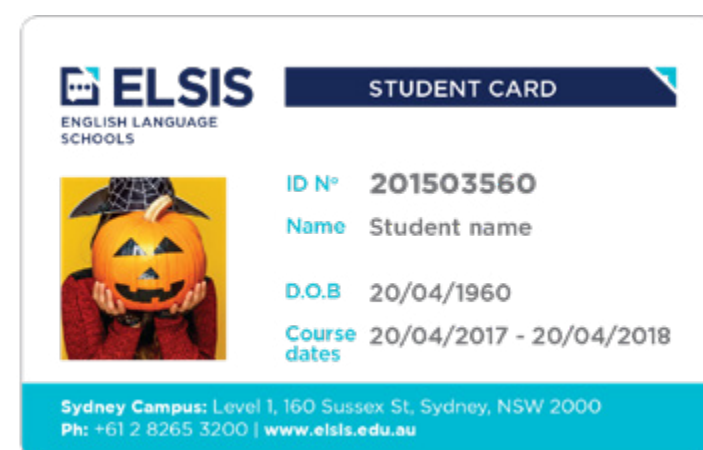 ELSIS
ENGLISH LANGUAGE
SCHOOLS
STUDENT CARD
ID Nº 201503560
Name Student name
D.O.B 20/04/1960
Course dates 20/04/2017 - 20/04/2018
Sydney Campus: Level 1, 160 Sussex St, Sydney, NSW 2000
Ph: +61 2 8265 3200 | www.elsis.edu.au